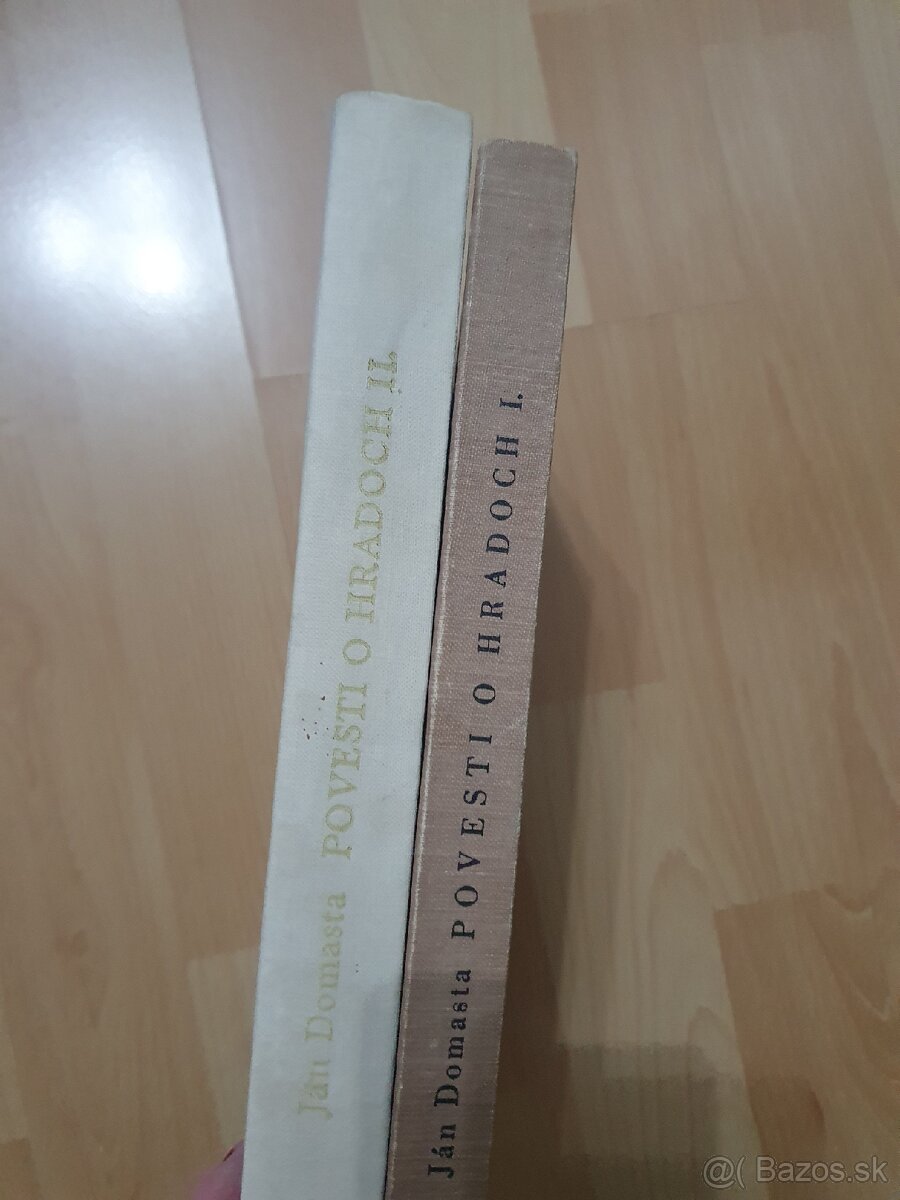 Ján Domasta POVESTI O HRADOCH II.
Ján Domasta POVESTI O HRADOCH I.
@( Bazos.sk